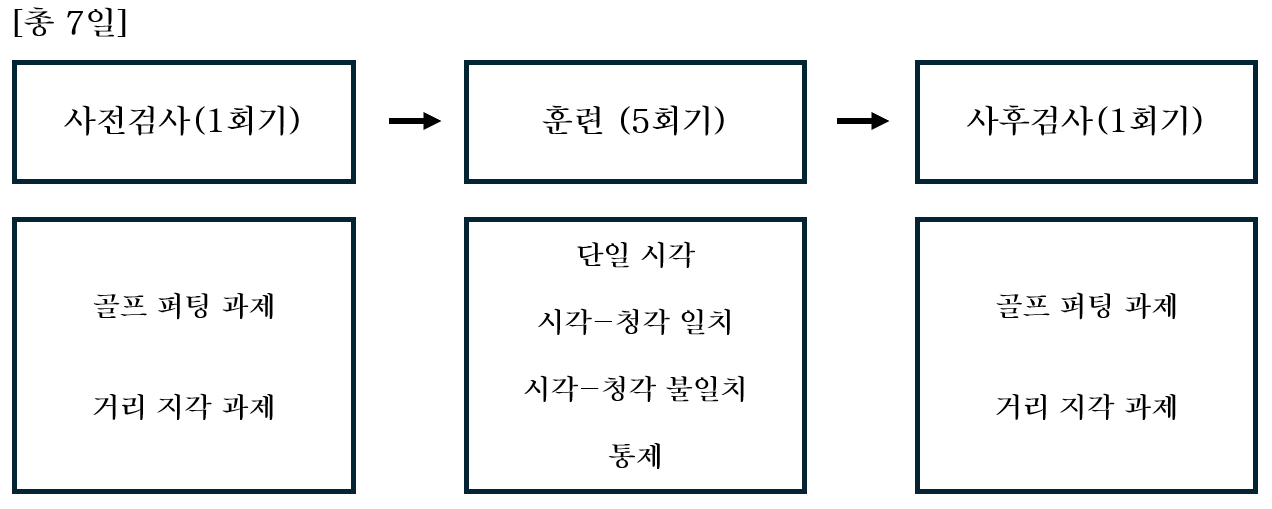 [총 7일]
사전검사(1회기)
훈련 (5회기)
사후검사(1회기)
골프 퍼팅 과제
거리 지각 과제
단일 시각
시각-청각 일치
시각-청각 불일치
통제
골프 퍼팅 과제
거리 지각 과제